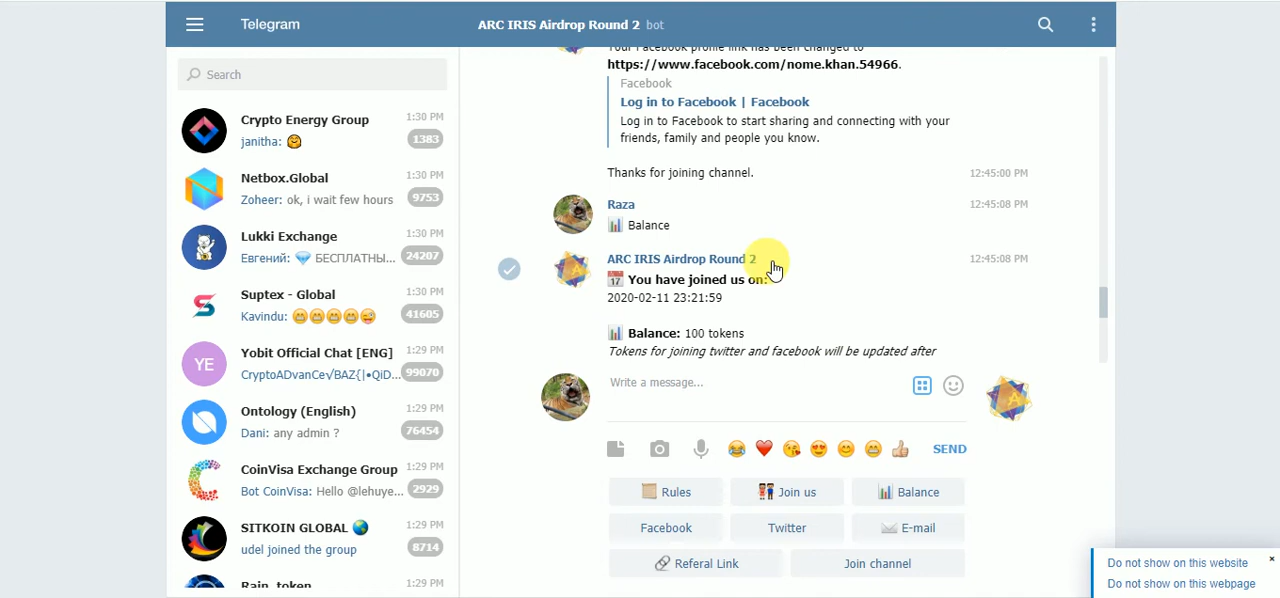 Telegram
ARC IRIS Airdrop Round 2 bot
Search
Crypto Energy Group 1:30 PM
janitha: 🤗 1383
Netbox.Global 1:30 PM
Zoheer: ok, i wait few hours 9753
Lukki Exchange 1:30 PM
Евгений: 💎 БЕСПЛАТНЫ... 24207
Suptex - Global 1:30 PM
Kavindu: 😁😁😁😁😜 41605
YE
Yobit Official Chat [ENG] 1:29 PM
CryptoADvanCe√BAZ{|•QiD... 99070
Ontology (English) 1:29 PM
Dani: any admin ? 76454
CoinVisa Exchange Group 1:29 PM
Bot CoinVisa: Hello @lehuye... 2929
SITKOIN GLOBAL 🌏 1:29 PM
udel joined the group 8714
Rain_token 1:29 PM
Your Facebook profile link has been changed to
https://www.facebook.com/nome.khan.54966.
Facebook
Log in to Facebook | Facebook
Log in to Facebook to start sharing and connecting with your
friends, family and people you know.
Thanks for joining channel. 12:45:00 PM
Raza 12:45:08 PM
📊 Balance
ARC IRIS Airdrop Round 2 12:45:08 PM
📅 You have joined us on:
2020-02-11 23:21:59
📊 Balance: 100 tokens
Tokens for joining twitter and facebook will be updated after
Write a message...
😂 ❤️ 😘 😍 😊 😁 👍 SEND
📜 Rules
👫 Join us
📊 Balance
Facebook
Twitter
✉️ E-mail
🔗 Referal Link
Join channel
Do not show on this website ×
Do not show on this webpage